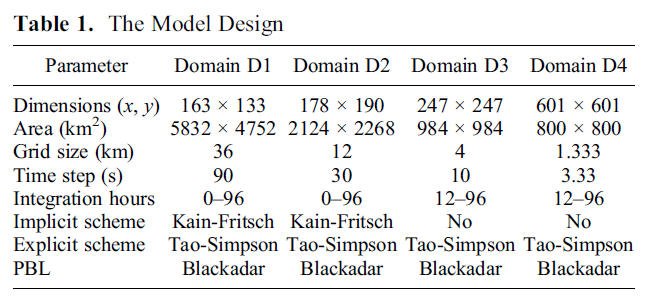 Table 1. The Model Design
Parameter Domain D1 Domain D2 Domain D3 Domain D4
Dimensions (x, y) 163 × 133 178 × 190 247 × 247 601 × 601
Area (km²) 5832 × 4752 2124 × 2268 984 × 984 800 × 800
Grid size (km) 36 12 4 1.333
Time step (s) 90 30 10 3.33
Integration hours 0–96 0–96 12–96 12–96
Implicit scheme Kain-Fritsch Kain-Fritsch No No
Explicit scheme Tao-Simpson Tao-Simpson Tao-Simpson Tao-Simpson
PBL Blackadar Blackadar Blackadar Blackadar